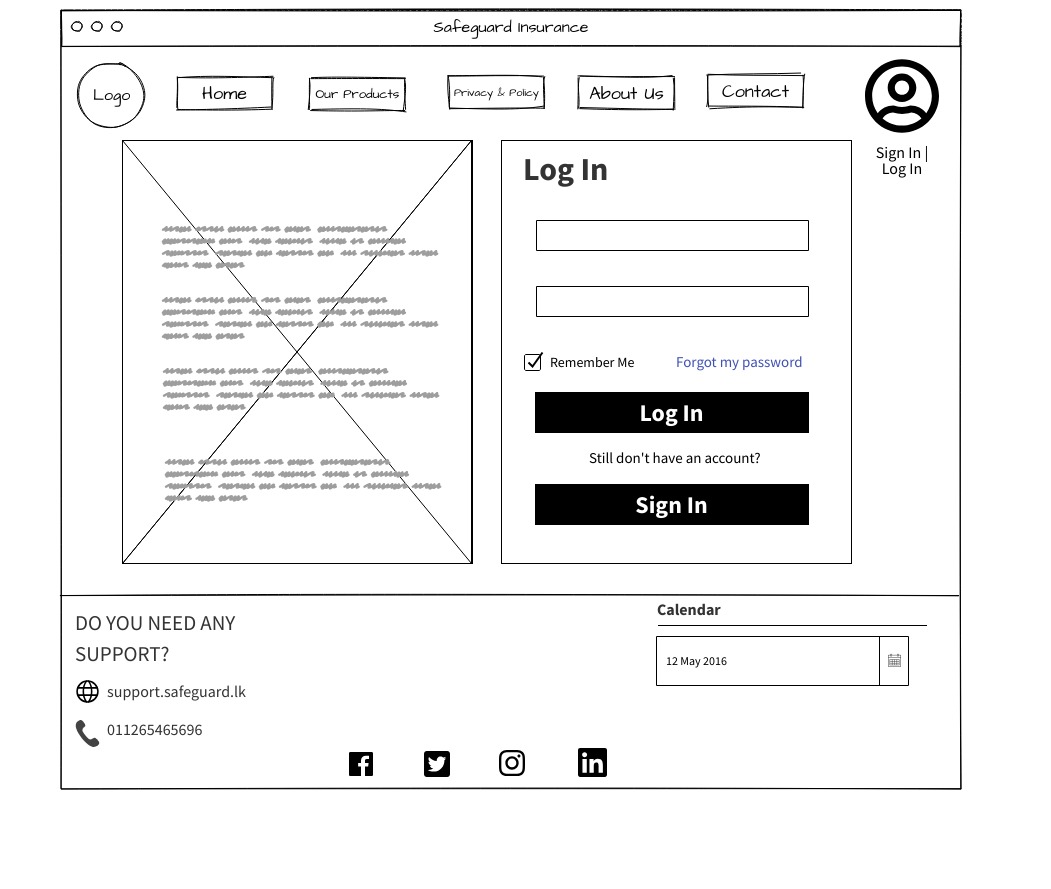 Safeguard Insurance
Logo
Home
Our Products
Privacy & Policy
About Us
Contact
Sign In |
Log In
Log In
Remember Me
Forgot my password
Log In
Still don't have an account?
Sign In
DO YOU NEED ANY
SUPPORT?
support.safeguard.lk
011265465696
Calendar
12 May 2016